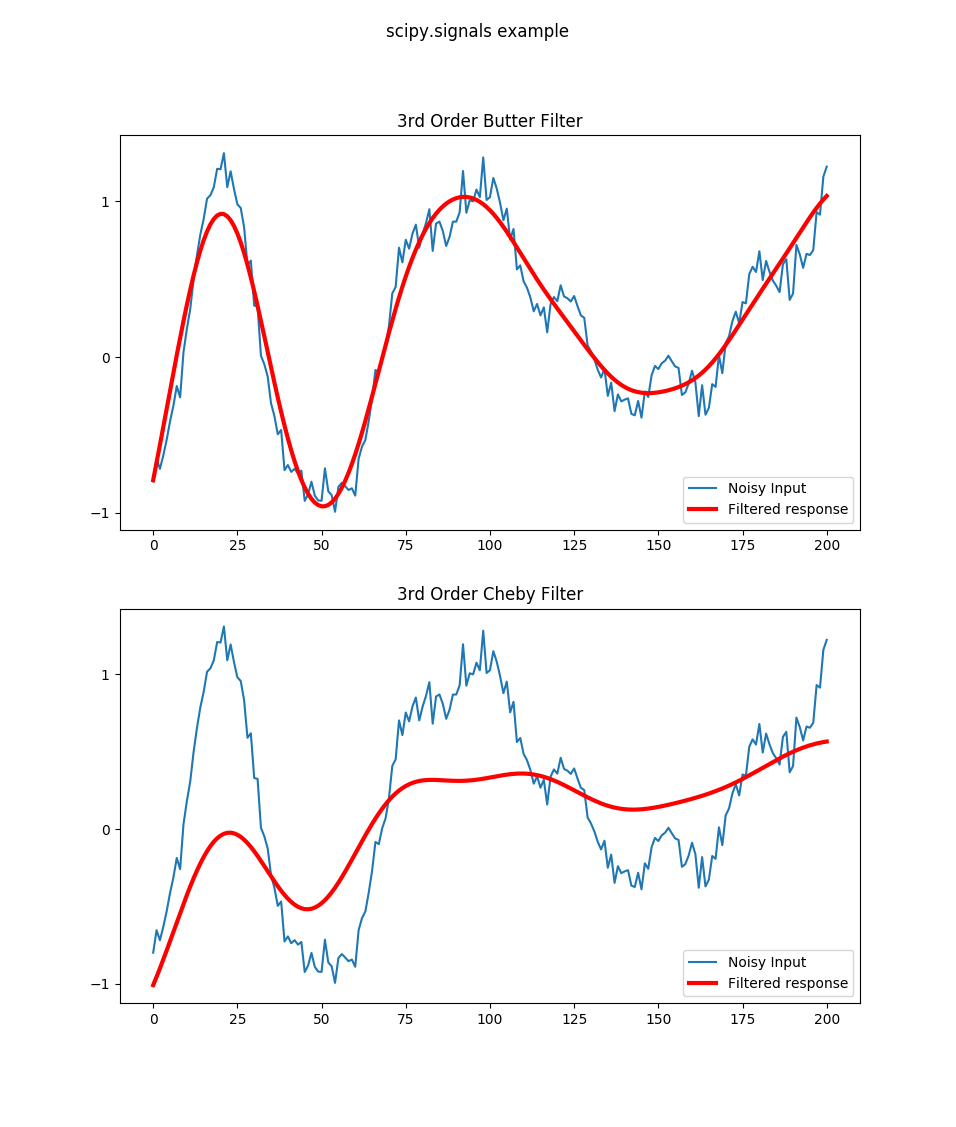 scipy.signals example
3rd Order Butter Filter
1
0
−1
Noisy Input
Filtered response
0 25 50 75 100 125 150 175 200
3rd Order Cheby Filter
1
0
−1
Noisy Input
Filtered response
0 25 50 75 100 125 150 175 200